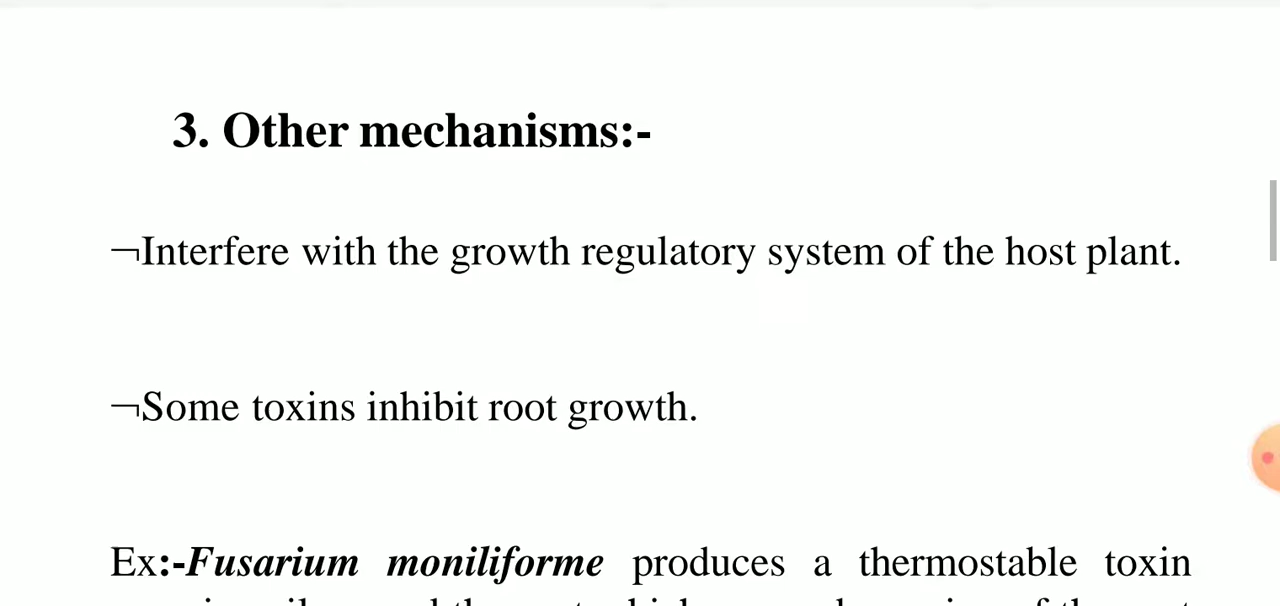 3. Other mechanisms:-
¬Interfere with the growth regulatory system of the host plant.
¬Some toxins inhibit root growth.
Ex:-Fusarium moniliforme produces a thermostable toxin